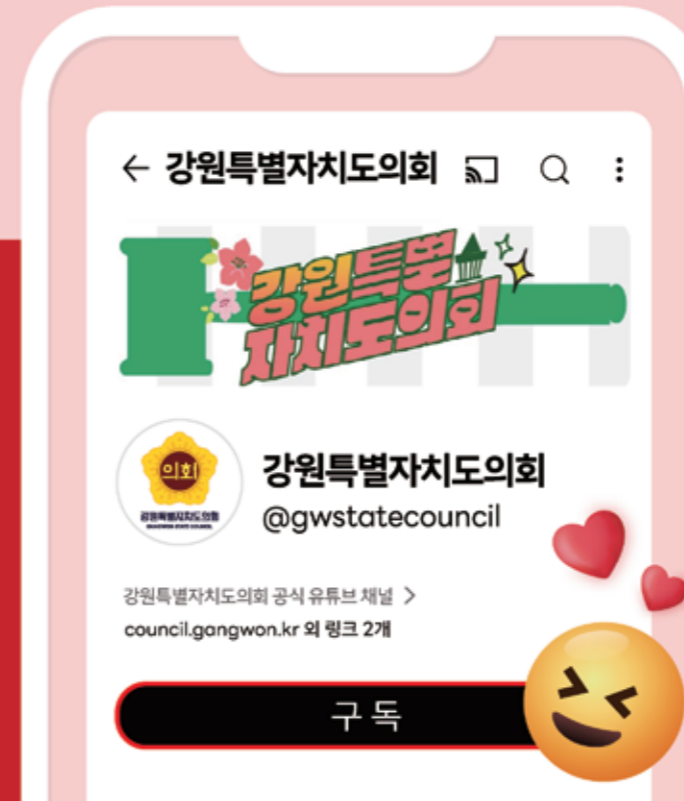 강원특별자치도의회
강원특별
자치도의회
의회
강원특별자치도의회
GANGWON STATE COUNCIL
강원특별자치도의회
@gwstatecouncil
강원특별자치도의회 공식 유튜브 채널 >
council.gangwon.kr 외 링크 2개
구독